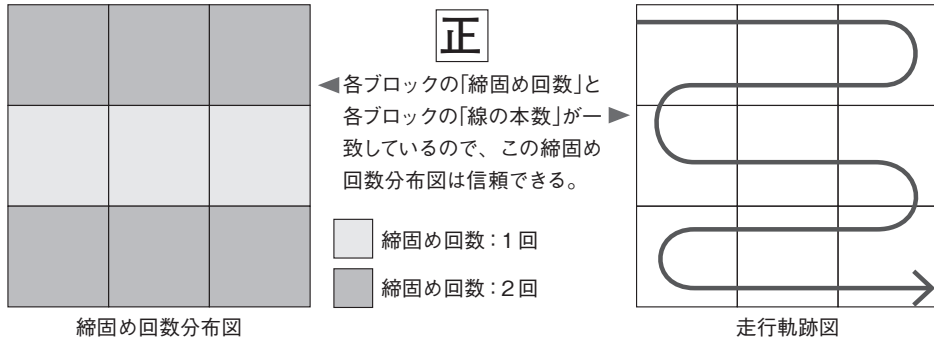 正
各ブロックの「締固め回数」と
各ブロックの「線の本数」が一
致しているので、この締固め
回数分布図は信頼できる。
締固め回数：1回
締固め回数：2回
締固め回数分布図
走行軌跡図